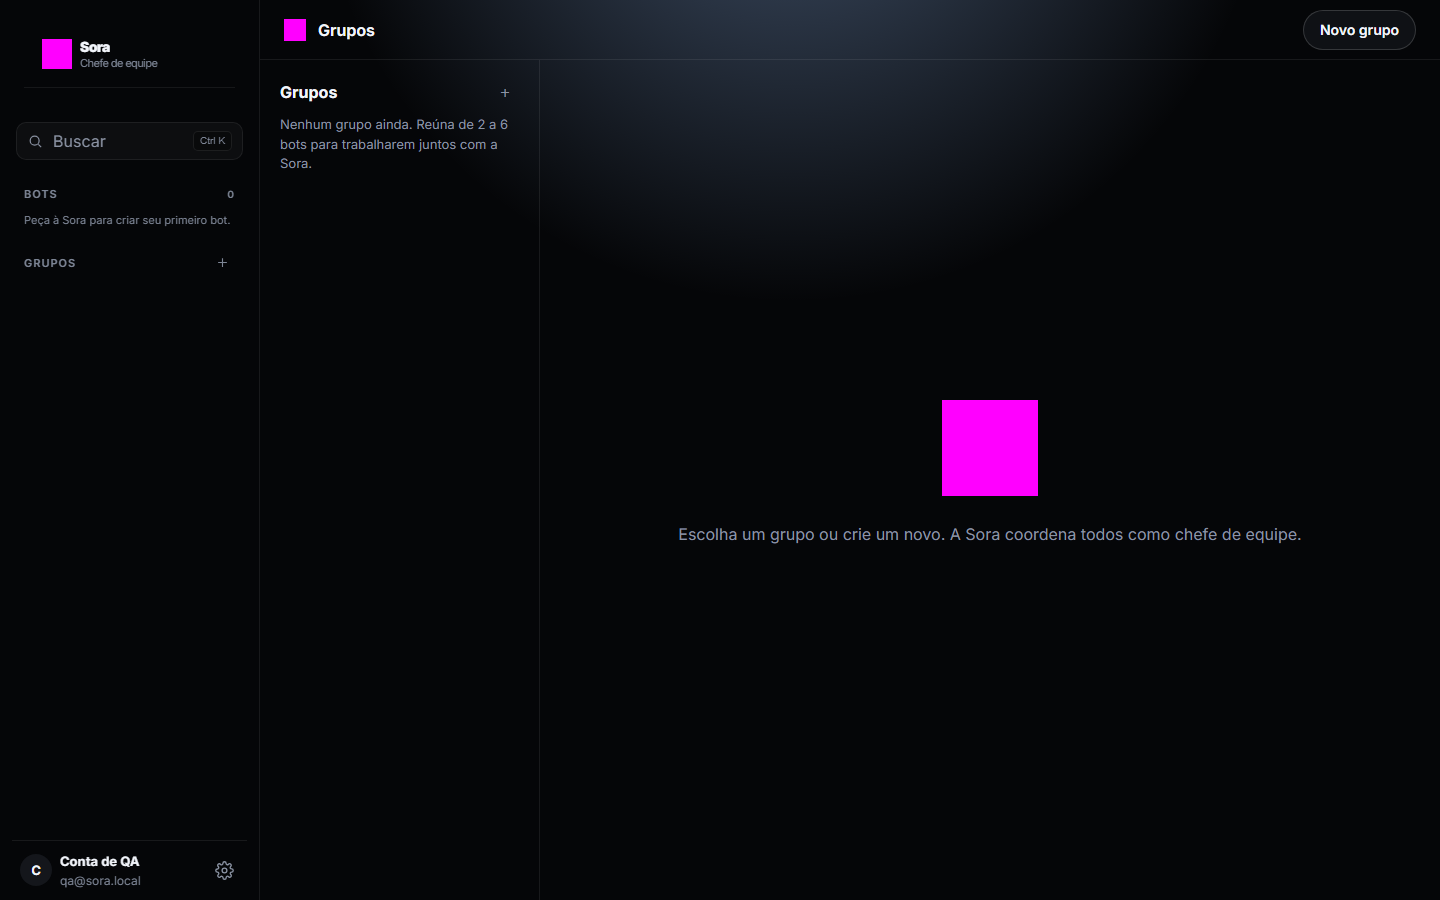 Sora
Chefe de equipe
Buscar
Ctrl K
BOTS
0
Peça à Sora para criar seu primeiro bot.
GRUPOS
+
Conta de QA
C
qa@sora.local
Grupos
Novo grupo
Grupos
+
Nenhum grupo ainda. Reúna de 2 a 6
bots para trabalharem juntos com a
Sora.
Escolha um grupo ou crie um novo. A Sora coordena todos como chefe de equipe.